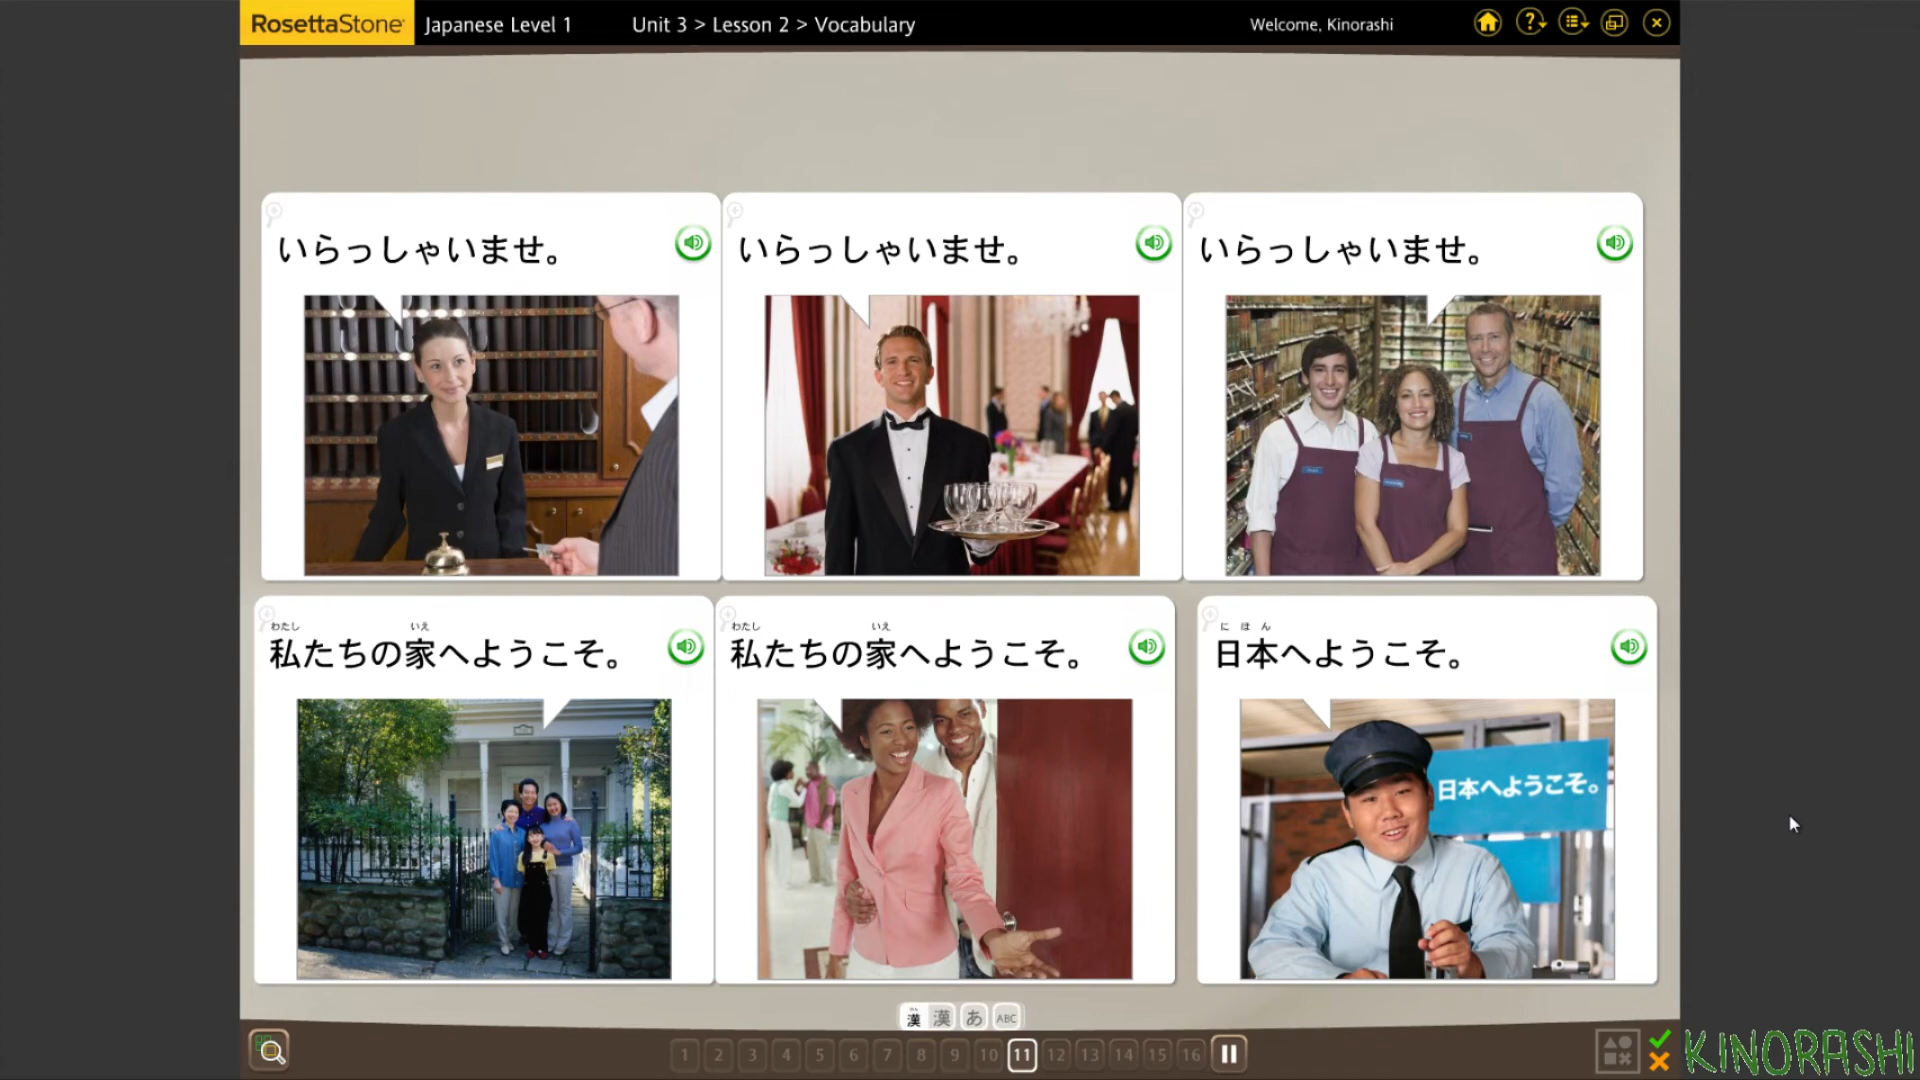 RosettaStone
Japanese Level 1
Unit 3 > Lesson 2 > Vocabulary
Welcome, Kinorashi
いらっしゃいませ。
いらっしゃいませ。
いらっしゃいませ。
わたし いえ
私たちの家へようこそ。
わたし いえ
私たちの家へようこそ。
にほん
日本へようこそ。
日本へようこそ。
漢 漢 あ ABC
1 2 3 4 5 6 7 8 9 10 11 12 13 14 15 16
KINORASHI